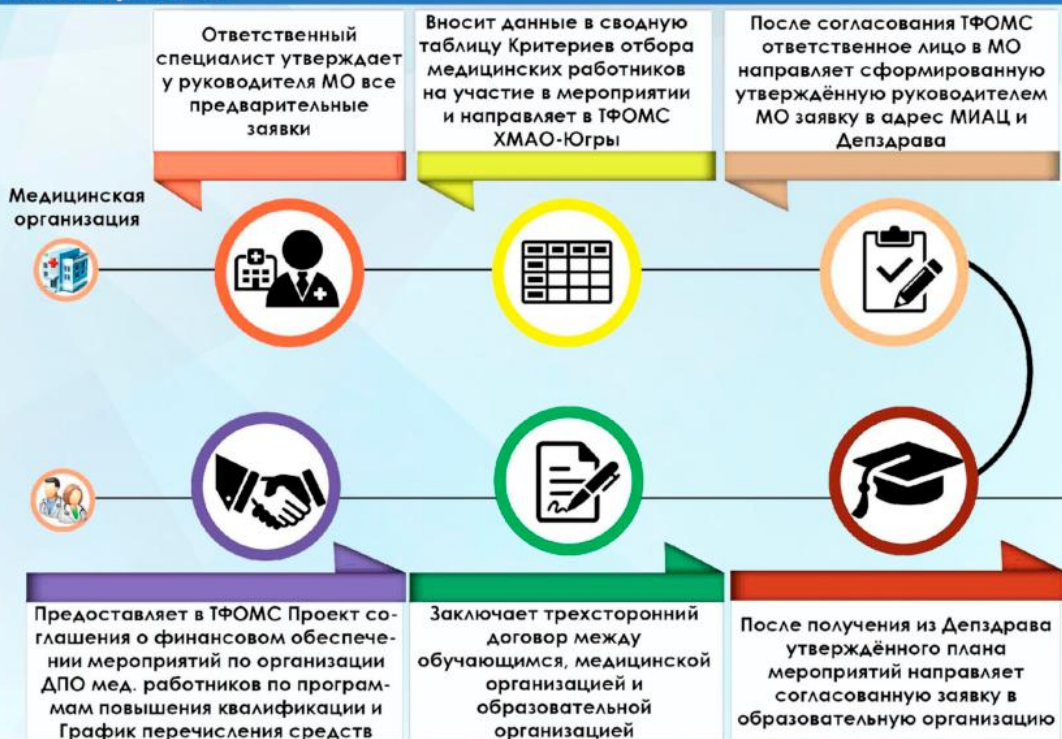 Ответственный
специалист утверждает
у руководителя МО все
предварительные
заявки
Вносит данные в сводную
таблицу Критериев отбора
медицинских работников
на участие в мероприятии
и направляет в ТФОМС
ХМАО-Югры
После согласования ТФОМС
ответственное лицо в МО
направляет сформированную
утверждённую руководителем
МО заявку в адрес МИАЦ и
Депздрава
Медицинская
организация
Предоставляет в ТФОМС Проект со-
глашения о финансовом обеспече-
нии мероприятий по организации
ДПО мед. работников по програм-
мам повышения квалификации и
График перечисления средств
Заключает трехсторонний
договор между
обучающимся, медицинской
организацией и
образовательной
организацией
После получения из Депздрава
утверждённого плана
мероприятий направляет
согласованную заявку в
образовательную организацию